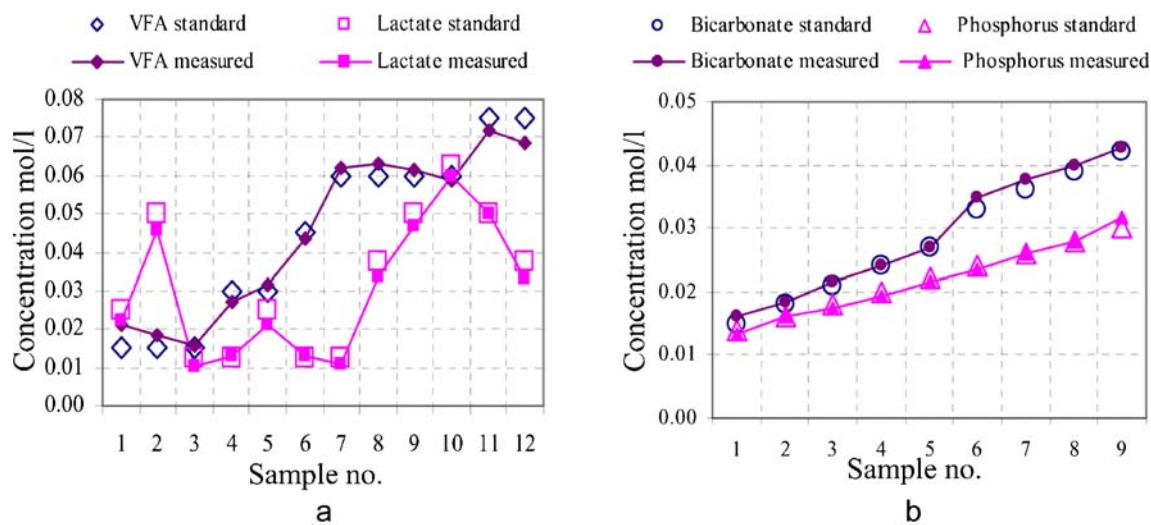 VFA standard Lactate standard
VFA measured Lactate measured
Concentration mol/l
0.08
0.07
0.06
0.05
0.04
0.03
0.02
0.01
0.00
1 2 3 4 5 6 7 8 9 10 11 12
Sample no.
a
Bicarbonate standard Phosphorus standard
Bicarbonate measured Phosphorus measured
Concentration mol/l
0.05
0.04
0.03
0.02
0.01
0.00
1 2 3 4 5 6 7 8 9
Sample no.
b